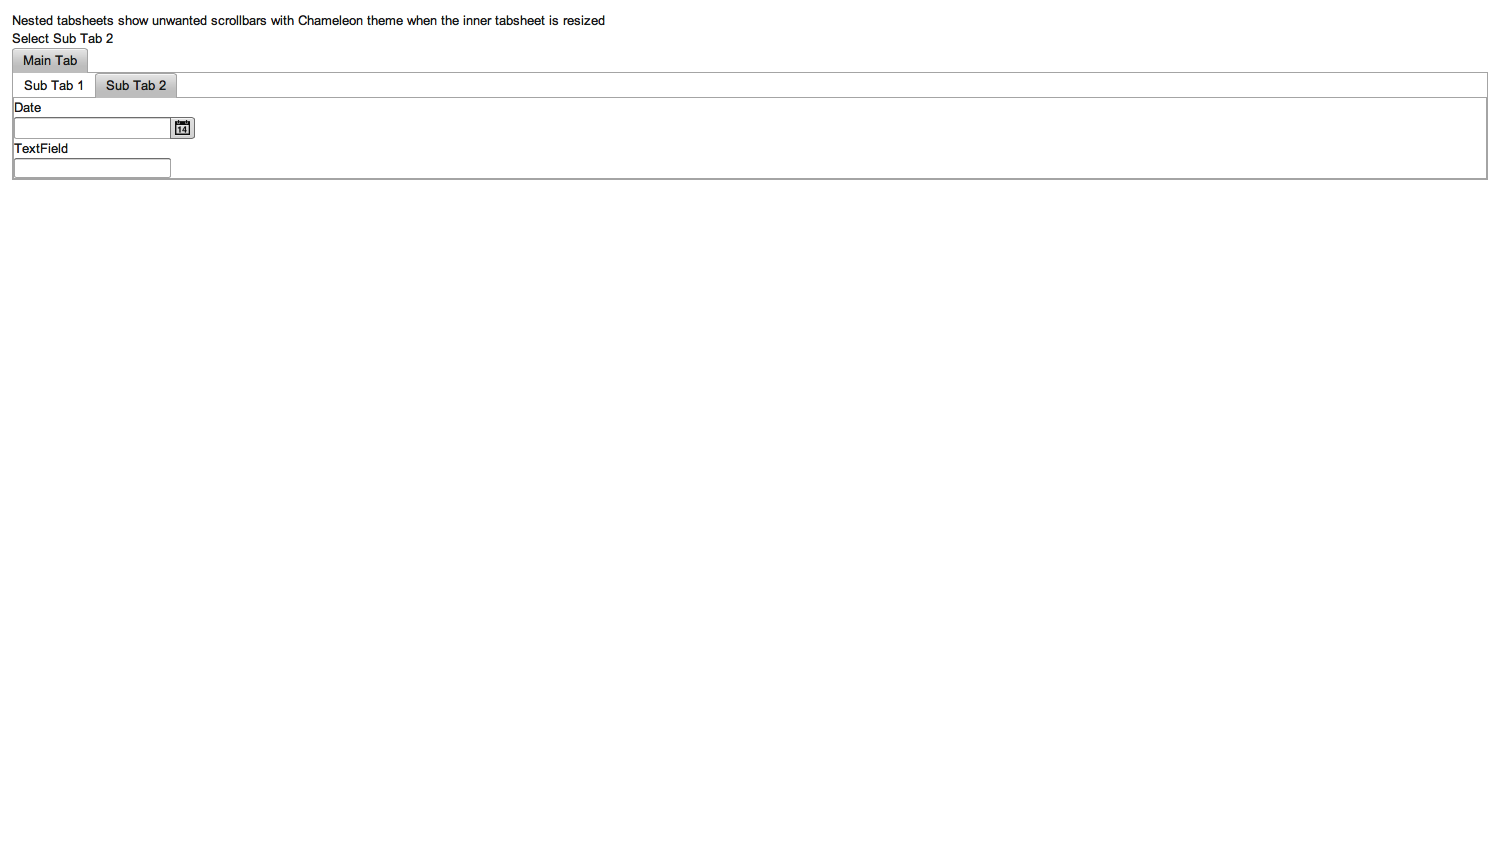 Nested tabsheets show unwanted scrollbars with Chameleon theme when the inner tabsheet is resized
Select Sub Tab 2
Main Tab
Sub Tab 1 Sub Tab 2
Date
14
TextField